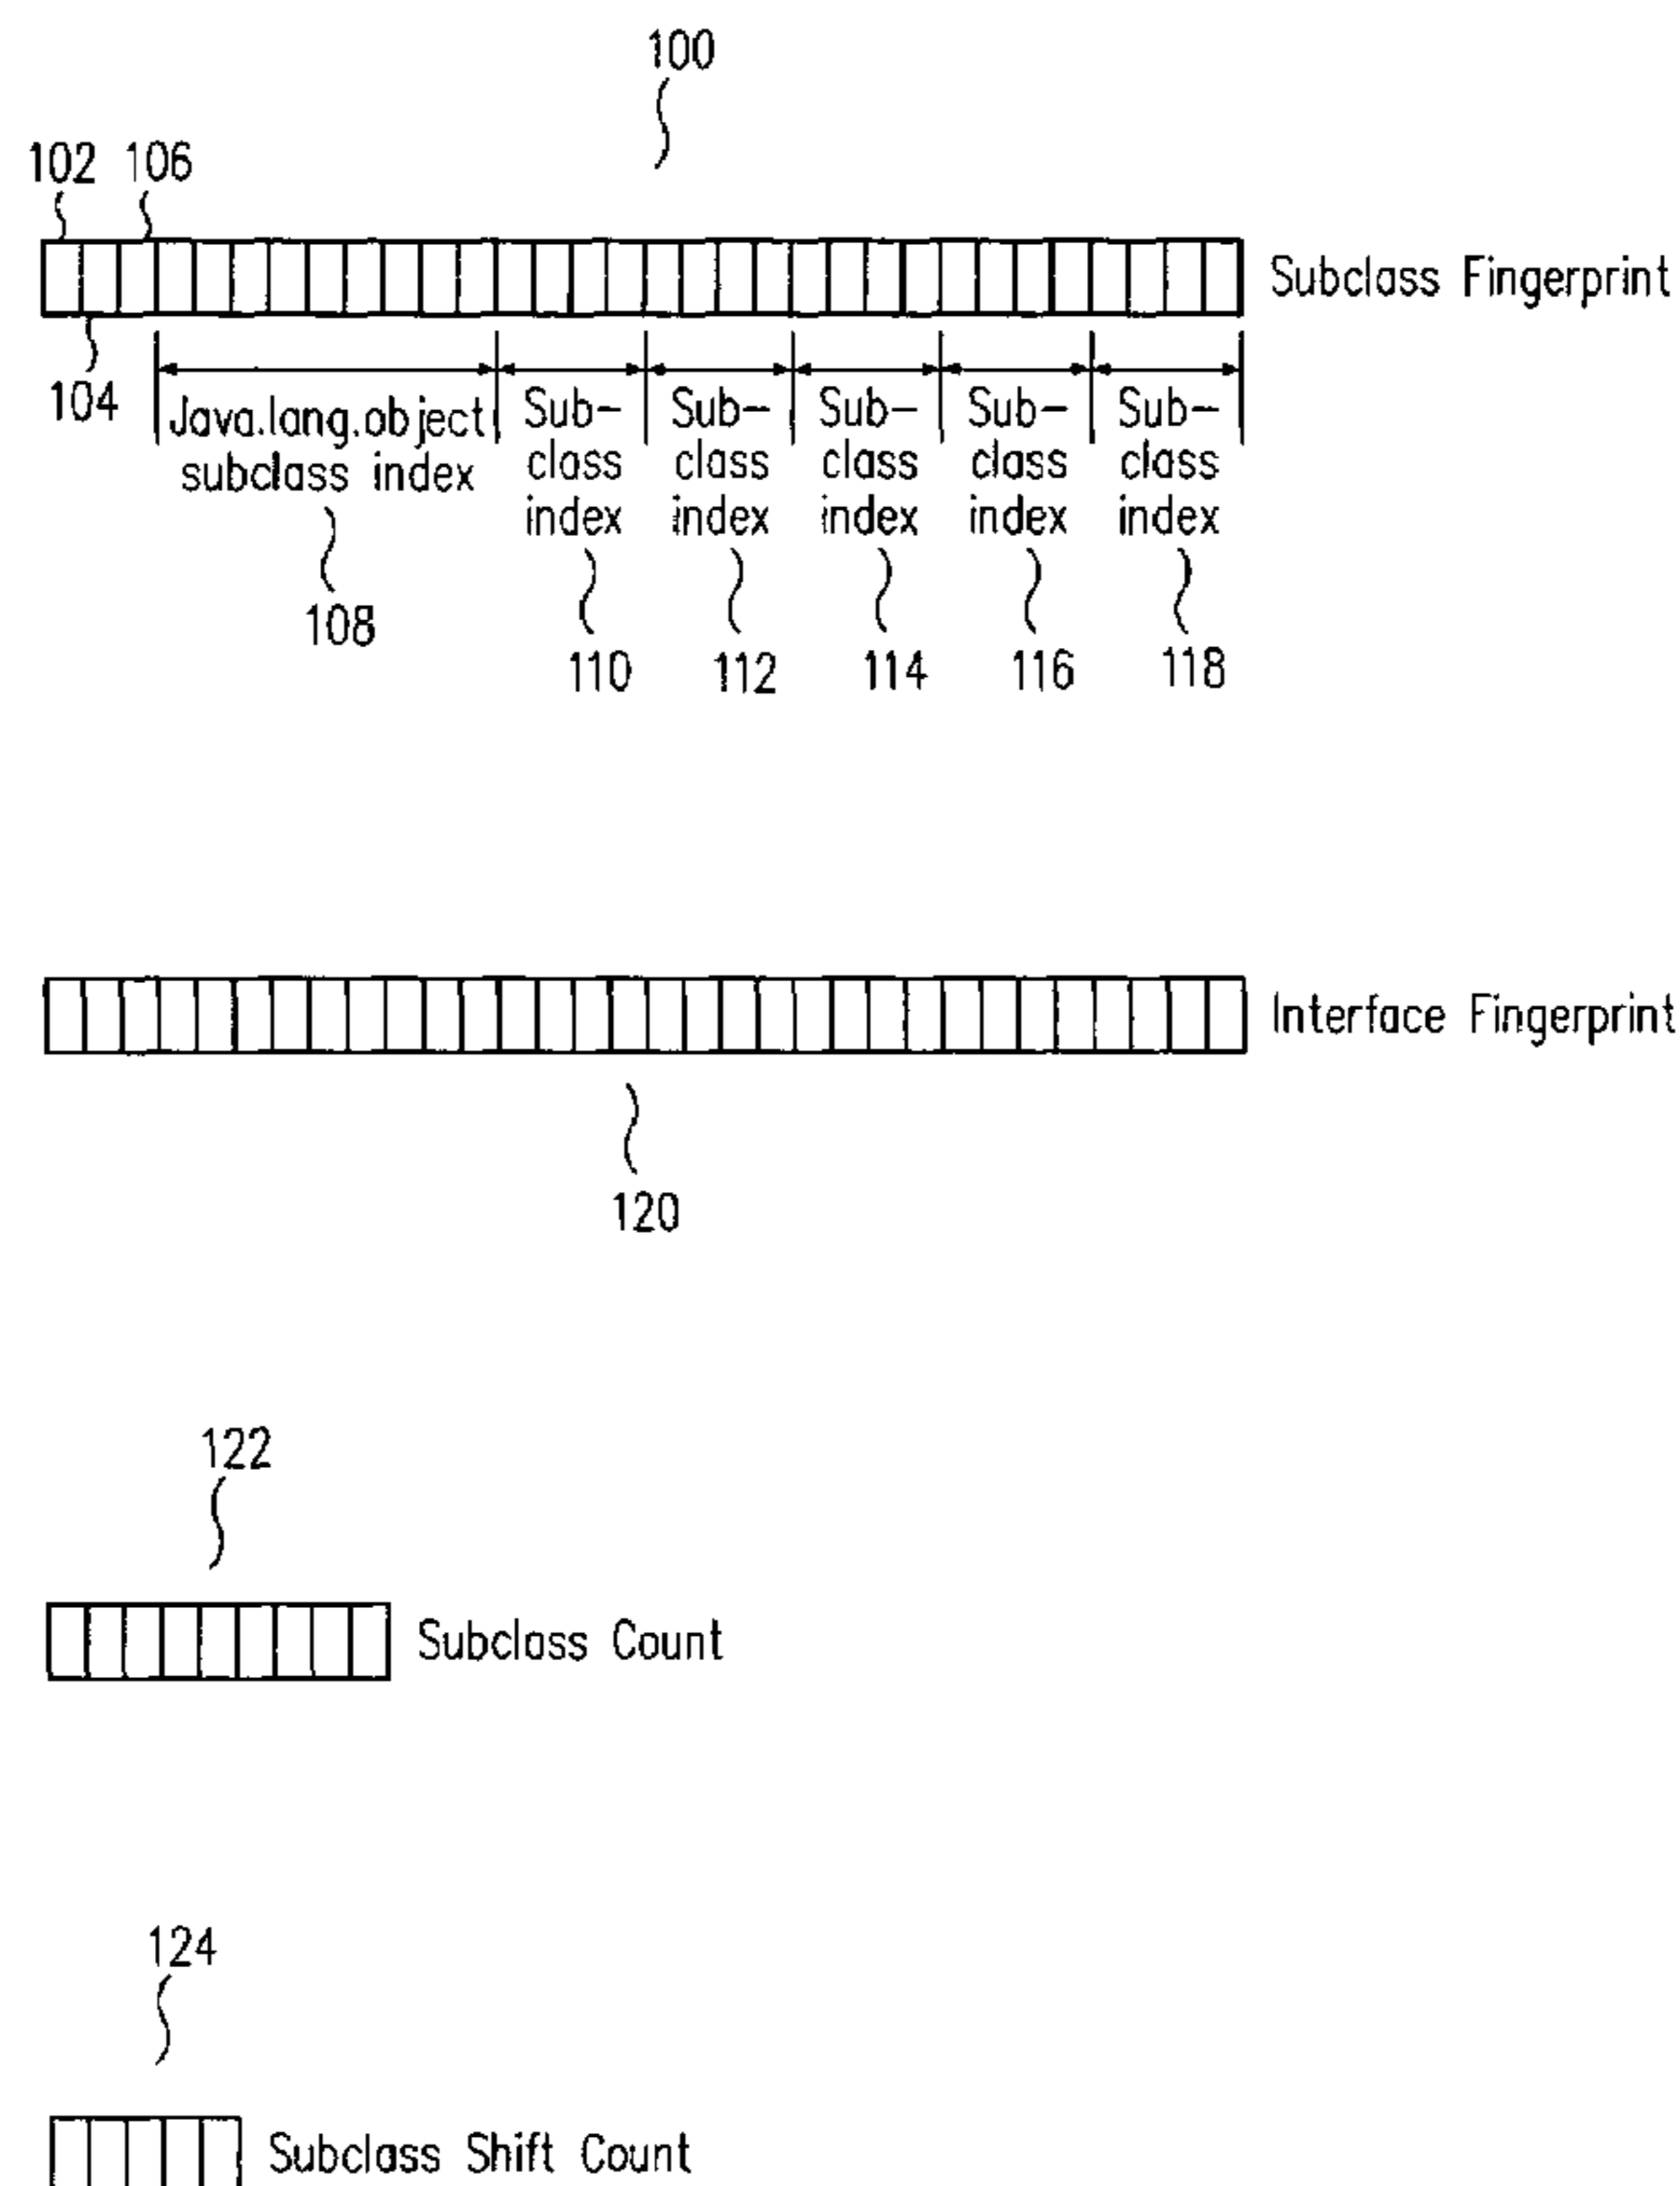 100
102 106
Subclass Fingerprint
104
Java.lang.object
subclass index
Sub-
class
index
Sub-
class
index
Sub-
class
index
Sub-
class
index
Sub-
class
index
108
110
112
114
116
118
Interface Fingerprint
120
122
Subclass Count
124
Subclass Shift Count